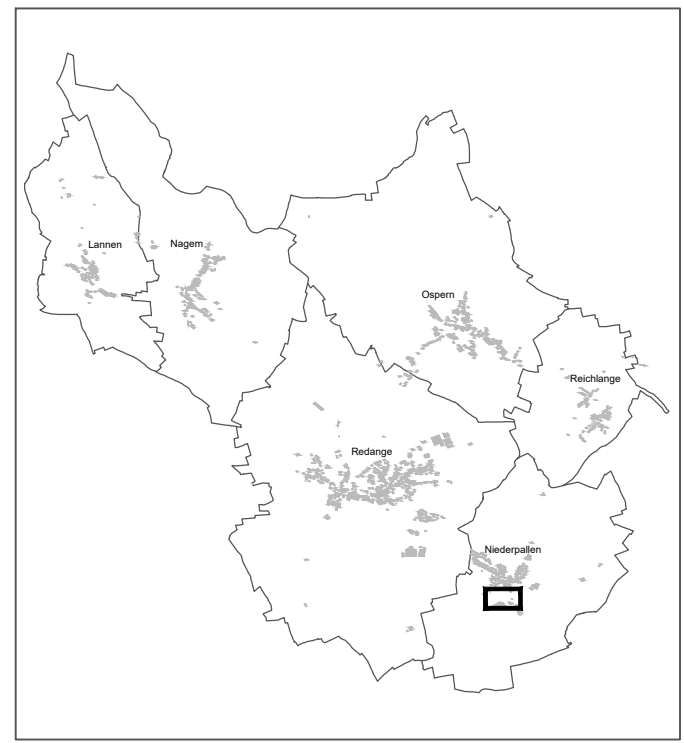 Lannen
Nagem
Ospern
Reichlange
Redange
Niederpallen